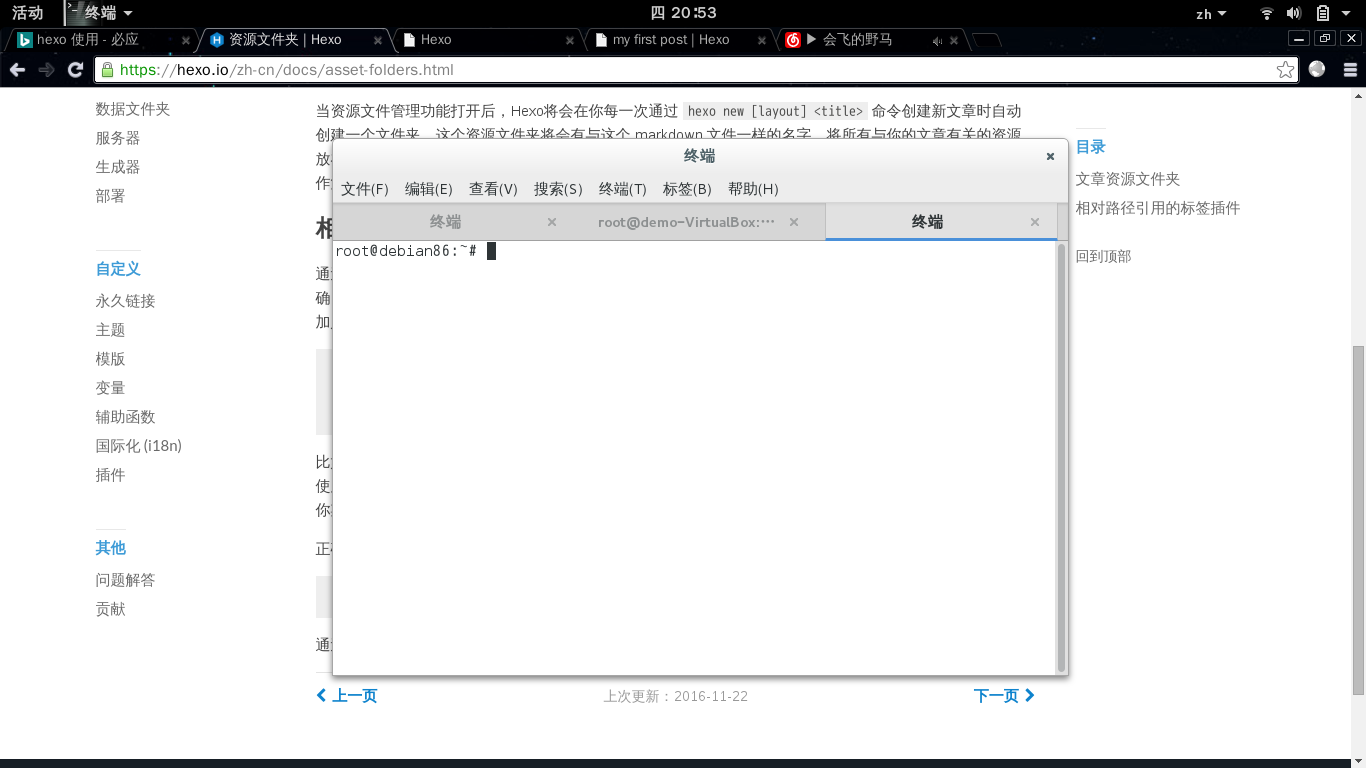 活动 终端 四 20:53 zh
hexo 使用 - 必应 资源文件夹 | Hexo Hexo my first post | Hexo 会飞的野马
https://hexo.io/zh-cn/docs/asset-folders.html
数据文件夹
服务器
生成器
部署
自定义
永久链接
主题
模版
变量
辅助函数
国际化 (i18n)
插件
其他
问题解答
贡献
当资源文件管理功能打开后，Hexo将会在你每一次通过 hexo new [layout] <title> 命令创建新文章时自动
创建一个文件夹。这个资源文件夹将会有与这个 markdown 文件一样的名字。将所有与你的文章有关的资源
放
作
相
通
确
加
比
使
你
正
通
终端
文件(F) 编辑(E) 查看(V) 搜索(S) 终端(T) 标签(B) 帮助(H)
终端 root@demo-VirtualBox:··· 终端
root@debian86:~#
上一页 上次更新：2016-11-22 下一页
目录
文章资源文件夹
相对路径引用的标签插件
回到顶部